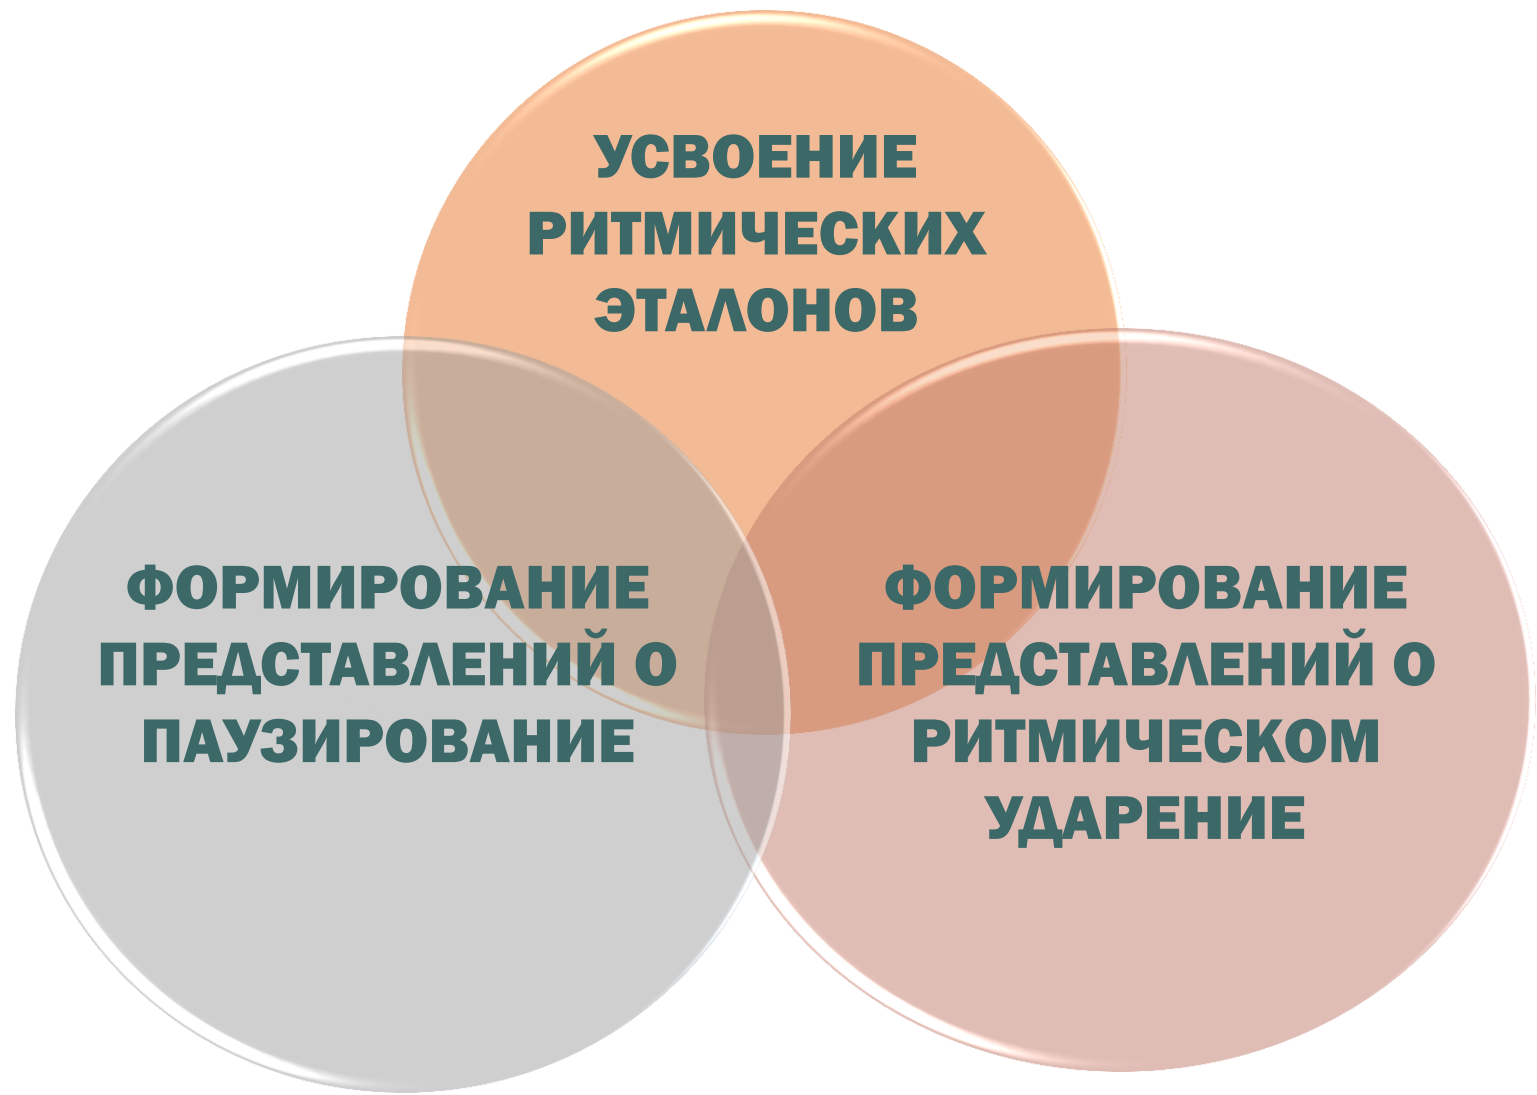 УСВОЕНИЕ
РИТМИЧЕСКИХ
ЭТАЛОНОВ
ФОРМИРОВАНИЕ
ПРЕДСТАВЛЕНИЙ О
ПАУЗИРОВАНИЕ
ФОРМИРОВАНИЕ
ПРЕДСТАВЛЕНИЙ О
РИТМИЧЕСКОМ
УДАРЕНИЕ